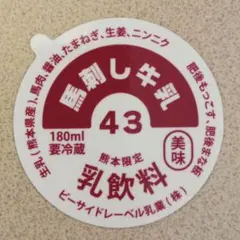 馬刺し牛乳
43
180ml
要冷蔵
美味
熊本限定
乳飲料
生乳(熊本県産)、馬肉、醤油、たまねぎ、生姜、ニンニク
肥後もっこす、肥後まな板
ビーサイドレーベル乳業(株)